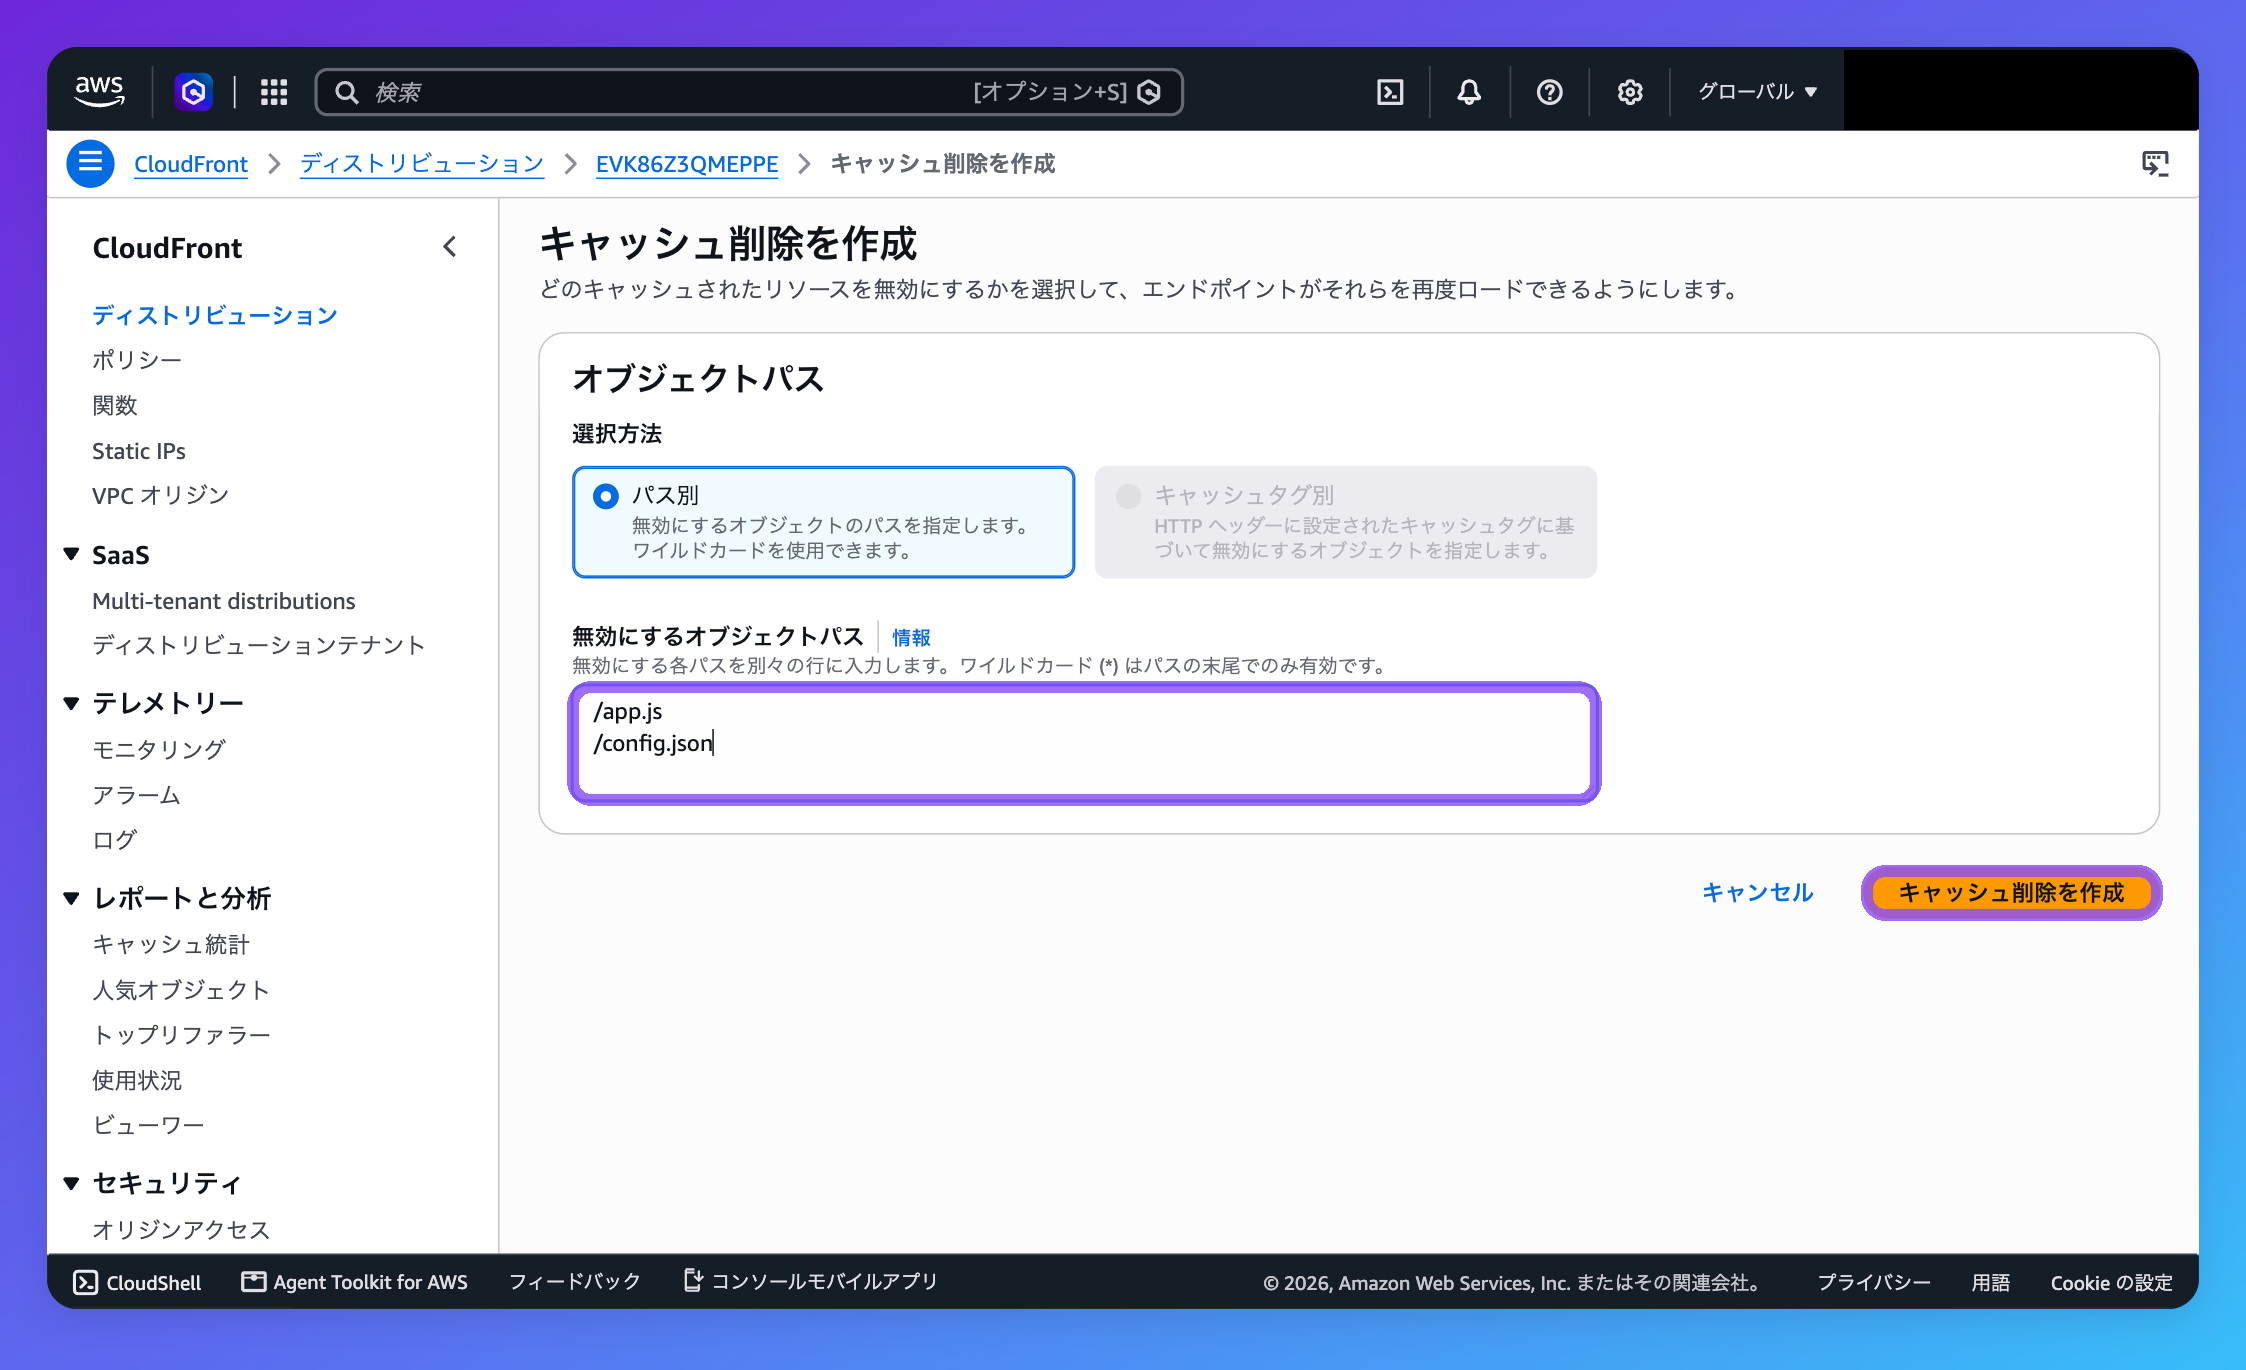 aws
検索
[オプション+S]
グローバル ▼
CloudFront > ディストリビューション > EVK86Z3QMEPPE > キャッシュ削除を作成
CloudFront
ディストリビューション
ポリシー
関数
Static IPs
VPC オリジン
SaaS
Multi-tenant distributions
ディストリビューションテナント
テレメトリー
モニタリング
アラーム
ログ
レポートと分析
キャッシュ統計
人気オブジェクト
トップリファラー
使用状況
ビューワー
セキュリティ
オリジンアクセス
キャッシュ削除を作成
どのキャッシュされたリソースを無効にするかを選択して、エンドポイントがそれらを再度ロードできるようにします。
オブジェクトパス
選択方法
パス別
無効にするオブジェクトのパスを指定します。
ワイルドカードを使用できます。
キャッシュタグ別
HTTP ヘッダーに設定されたキャッシュタグに基
づいて無効にするオブジェクトを指定します。
無効にするオブジェクトパス
情報
無効にする各パスを別々の行に入力します。ワイルドカード (*) はパスの末尾でのみ有効です。
/app.js
/config.json
キャンセル
キャッシュ削除を作成
CloudShell
Agent Toolkit for AWS
フィードバック
コンソールモバイルアプリ
© 2026, Amazon Web Services, Inc. またはその関連会社。
プライバシー
用語
Cookie の設定